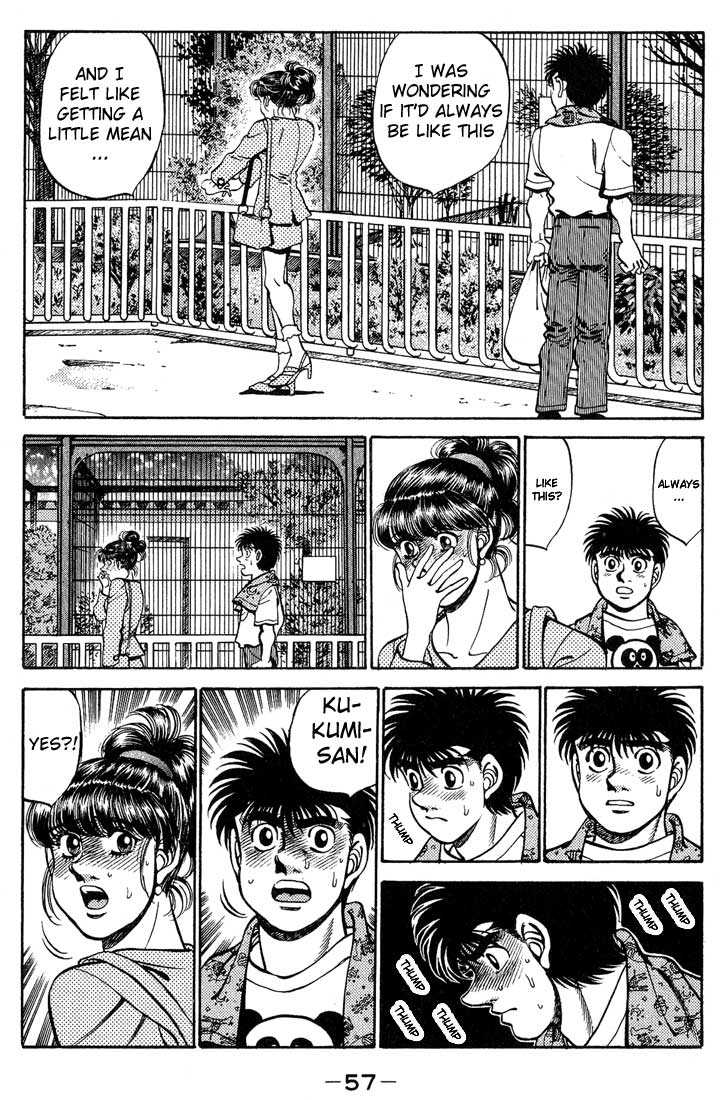 I WAS
WONDERING
IF IT'D ALWAYS
BE LIKE THIS
AND I
FELT LIKE
GETTING A
LITTLE MEAN
...
ALWAYS
...
LIKE
THIS?
THUMP
THUMP
THUMP
THUMP
THUMP
THUMP
KU-
KUMI-
SAN!
YES?!
-57-